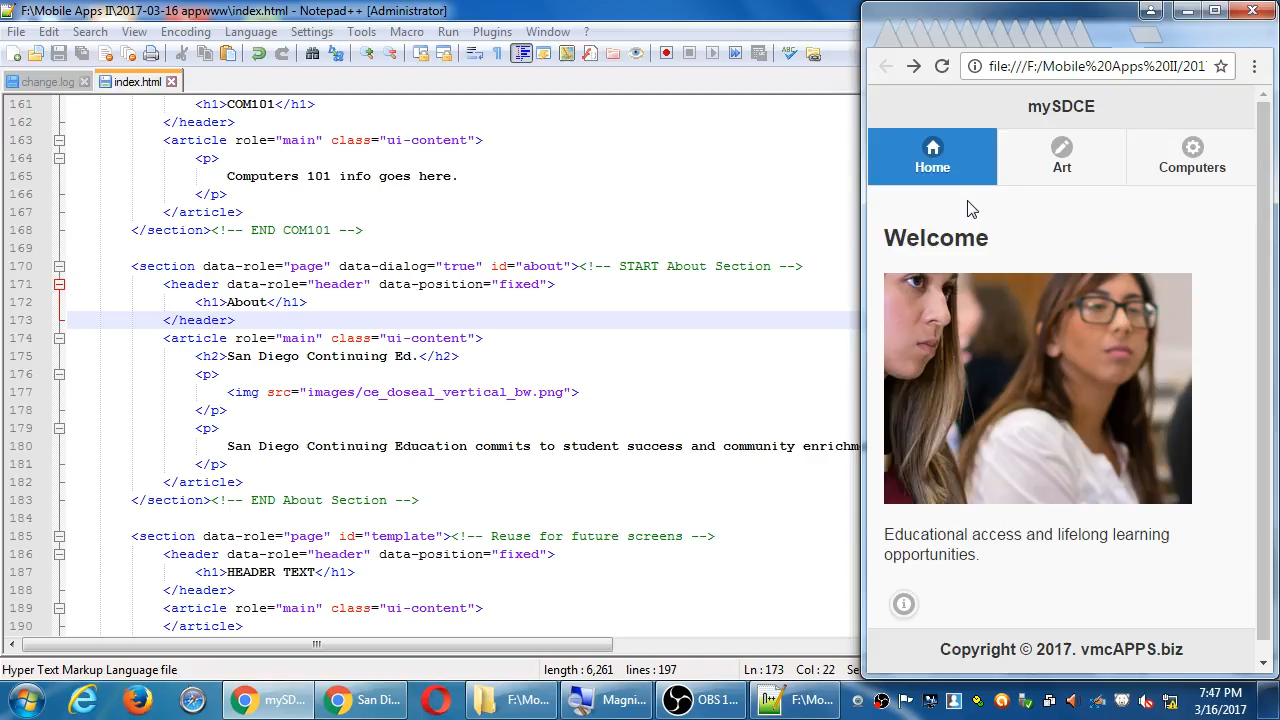 F:\Mobile Apps II\2017-03-16 appwww\index.html - Notepad++ [Administrator]
File Edit Search View Encoding Language Settings Tools Macro Run Plugins Window ?
change.log index.html
161 <h1>COM101</h1>
162 </header>
163 <article role="main" class="ui-content">
164 <p>
165 Computers 101 info goes here.
166 </p>
167 </article>
168 </section><!-- END COM101 -->
169
170 <section data-role="page" data-dialog="true" id="about"><!-- START About Section -->
171 <header data-role="header" data-position="fixed">
172 <h1>About</h1>
173 </header>
174 <article role="main" class="ui-content">
175 <h2>San Diego Continuing Ed.</h2>
176 <p>
177 <img src="images/ce_doseal_vertical_bw.png">
178 </p>
179 <p>
180 San Diego Continuing Education commits to student success and community enrichm
181 </p>
182 </article>
183 </section><!-- END About Section -->
184
185 <section data-role="page" id="template"><!-- Reuse for future screens -->
186 <header data-role="header" data-position="fixed">
187 <h1>HEADER TEXT</h1>
188 </header>
189 <article role="main" class="ui-content">
190 </article>
Hyper Text Markup Language file length : 6,261 lines : 197 Ln : 173 Col : 22 Se
file:///F:/Mobile%20Apps%20II/201
mySDCE
Home Art Computers
Welcome
Educational access and lifelong learning
opportunities.
Copyright © 2017. vmcAPPS.biz
mySD... San Di... F:\Mo... Magni... OBS 1... F:\Mo...
7:47 PM
3/16/2017